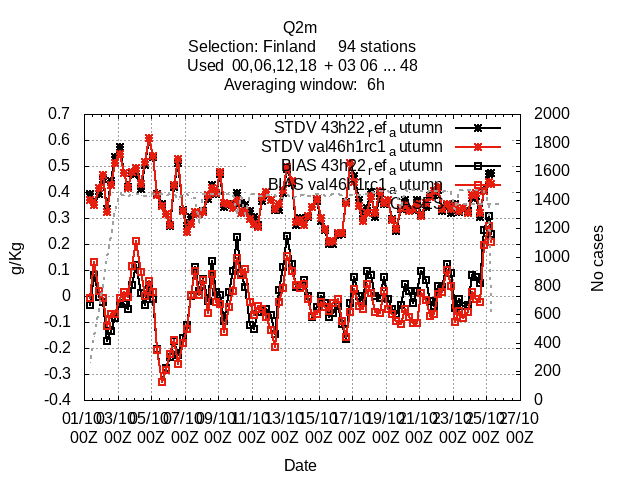 Q2m
Selection: Finland 94 stations
Used 00,06,12,18 + 03 06 ... 48
Averaging window: 6h
0.7 2000
STDV 43h22refautumn
0.6 1800
STDV val46h1rc1autumn
0.5 1600
BIAS 43h22refautumn
BIAS val46h1rc1autumn
0.4 1400
0.3 1200
0.2 1000
0.1 800
0 600
-0.1 400
-0.2 200
-0.3 0
-0.4
g/Kg
No cases
01/10 03/10 05/10 07/10 09/10 11/10 13/10 15/10 17/10 19/10 21/10 23/10 25/10 27/10
00Z 00Z 00Z 00Z 00Z 00Z 00Z 00Z 00Z 00Z 00Z 00Z 00Z 00Z
Date